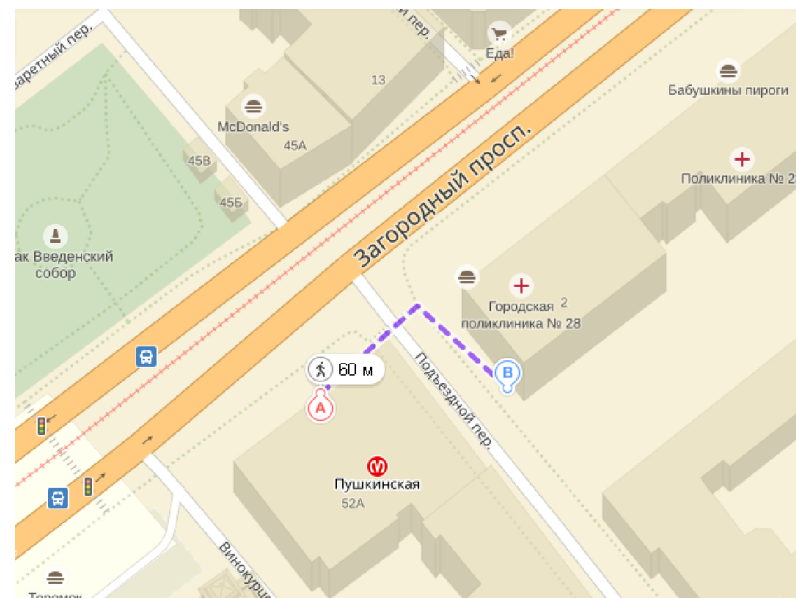 Еда!
13
Бабушкины пироги
McDonald's
45А
45В
Загородный просп.
Поликлиника №
45Б
Введенский
собор
Городская 2
поликлиника № 28
60 м
B
A
Подъездной пер.
Пушкинская
52А